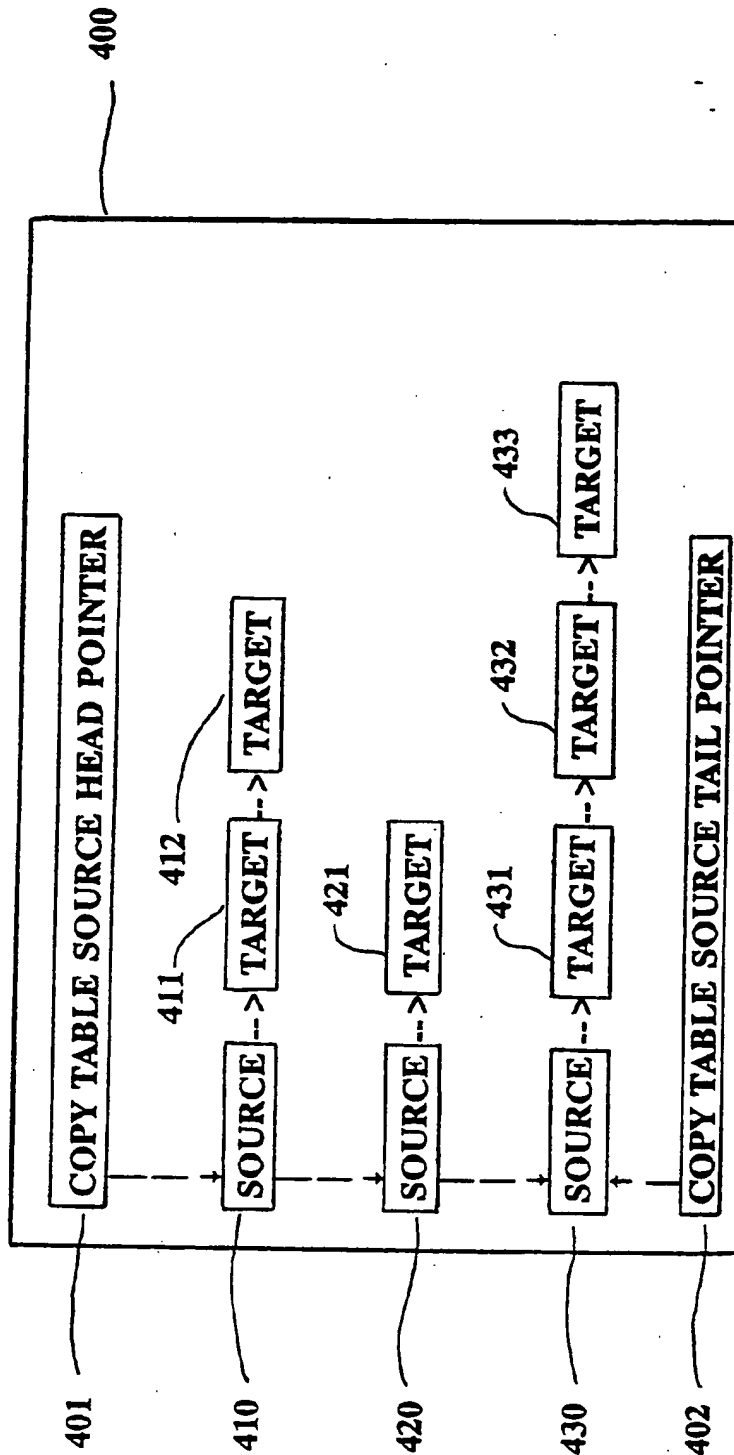 400
401
COPY TABLE SOURCE HEAD POINTER
410
SOURCE --> TARGET --> TARGET
411
412
420
SOURCE --> TARGET
421
430
SOURCE --> TARGET --> TARGET --> TARGET
431
432
433
402
COPY TABLE SOURCE TAIL POINTER